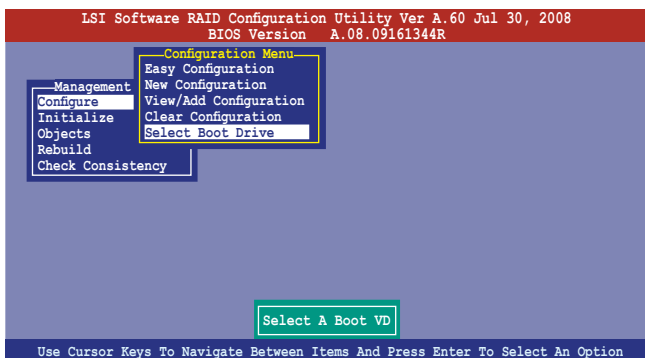 LSI Software RAID Configuration Utility Ver A.60 Jul 30, 2008
BIOS Version A.08.09161344R
Configuration Menu
Easy Configuration
New Configuration
View/Add Configuration
Clear Configuration
Select Boot Drive
Management
Configure
Initialize
Objects
Rebuild
Check Consistency
Select A Boot VD
Use Cursor Keys To Navigate Between Items And Press Enter To Select An Option